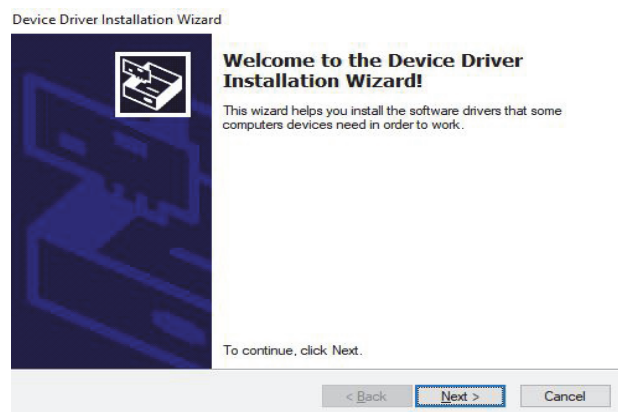 Device Driver Installation Wizard
Welcome to the Device Driver
Installation Wizard!
This wizard helps you install the software drivers that some
computers devices need in order to work.
To continue, click Next.
< Back
Next >
Cancel